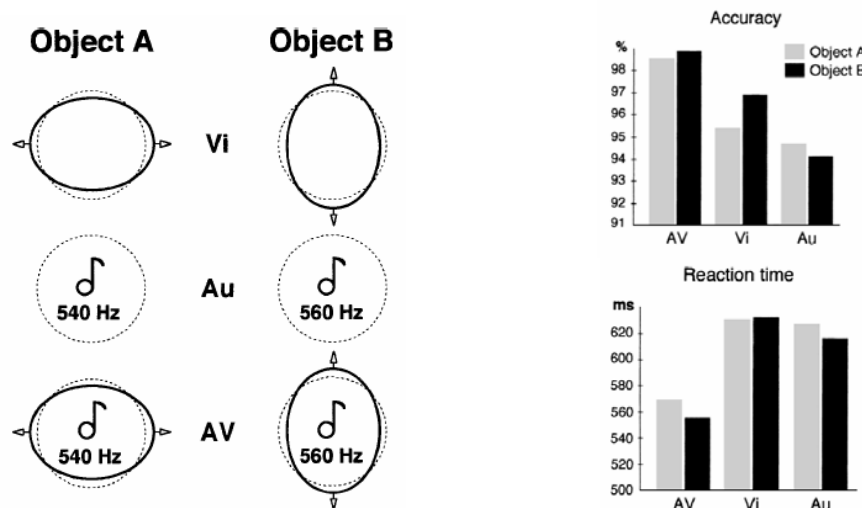 Object A
Object B
Vi
Au
540 Hz
560 Hz
AV
540 Hz
560 Hz
Accuracy
%
Object A
Object B
98
97
96
95
94
93
92
91
AV Vi Au
Reaction time
ms
620
600
580
560
540
520
500
AV Vi Au